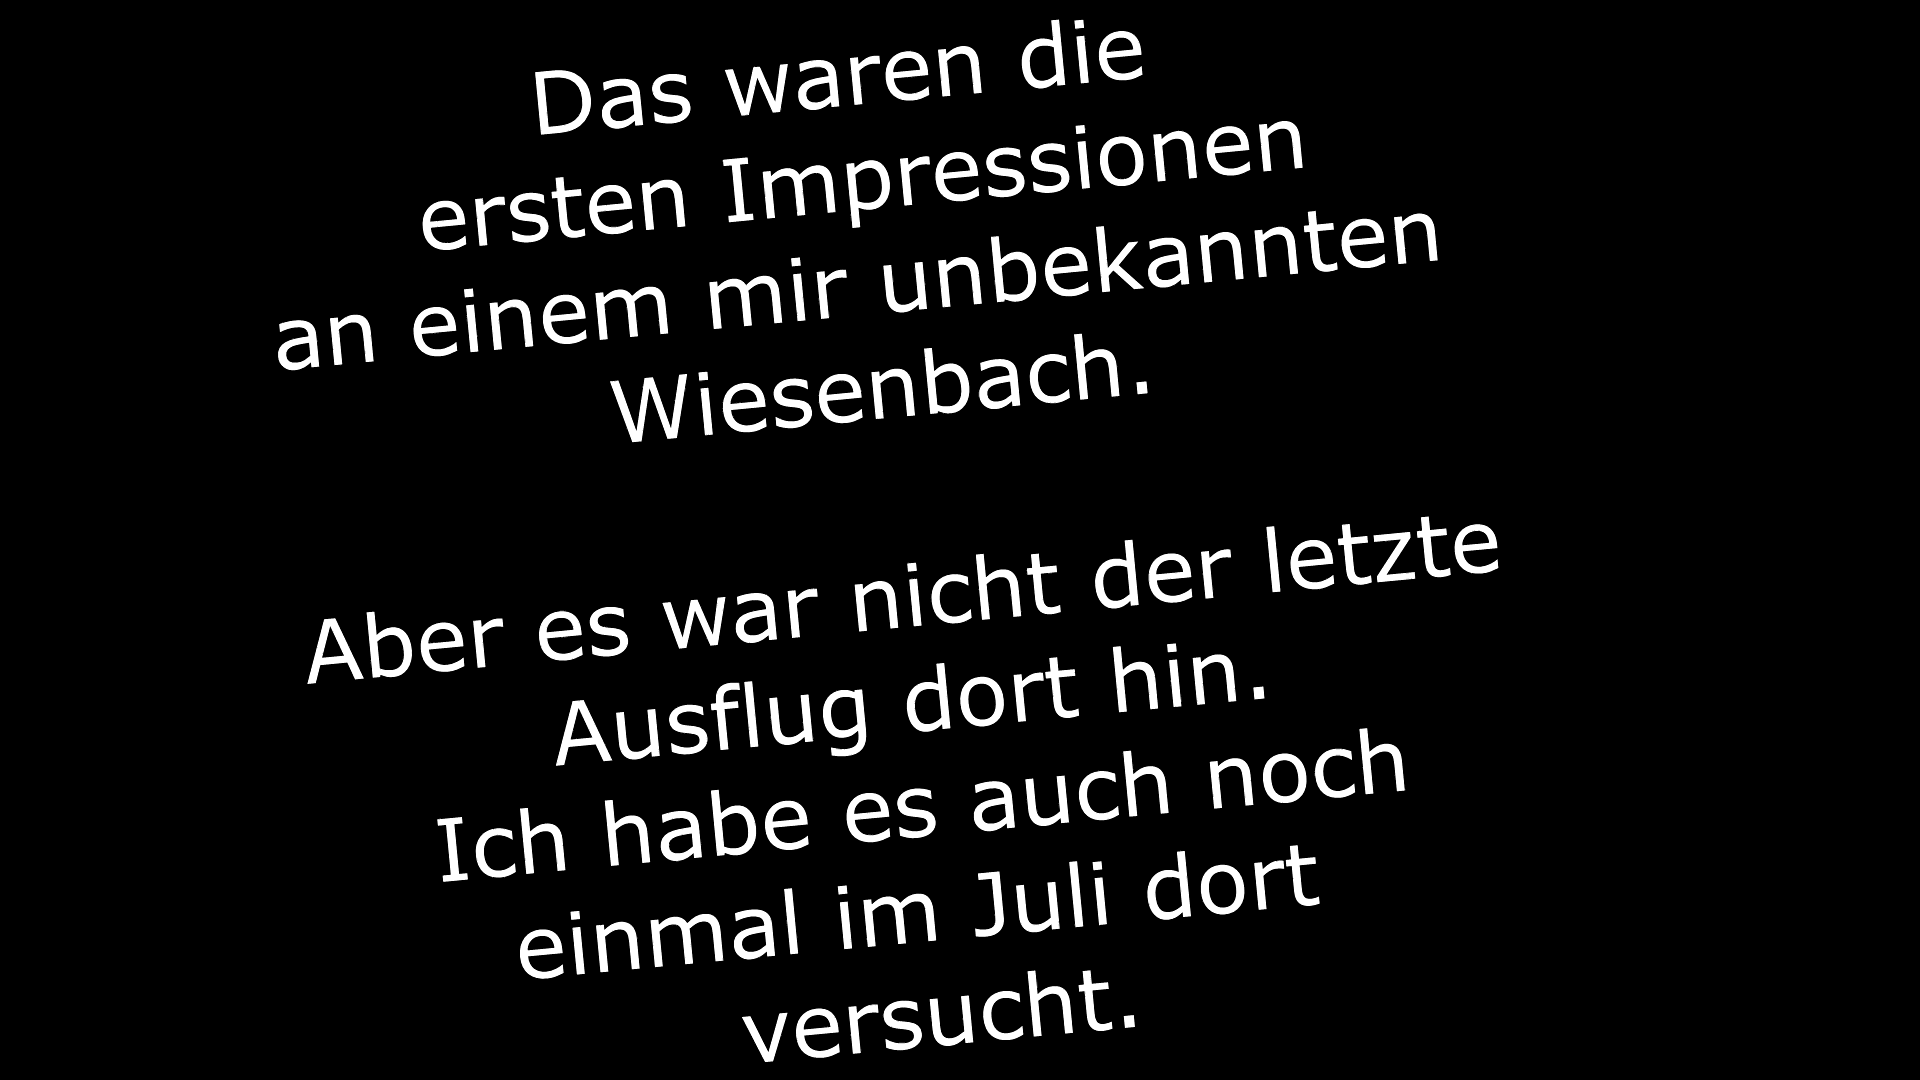 Das waren die
ersten Impressionen
an einem mir unbekannten
Wiesenbach.
Aber es war nicht der letzte
Ausflug dort hin.
Ich habe es auch noch
einmal im Juli dort
versucht.